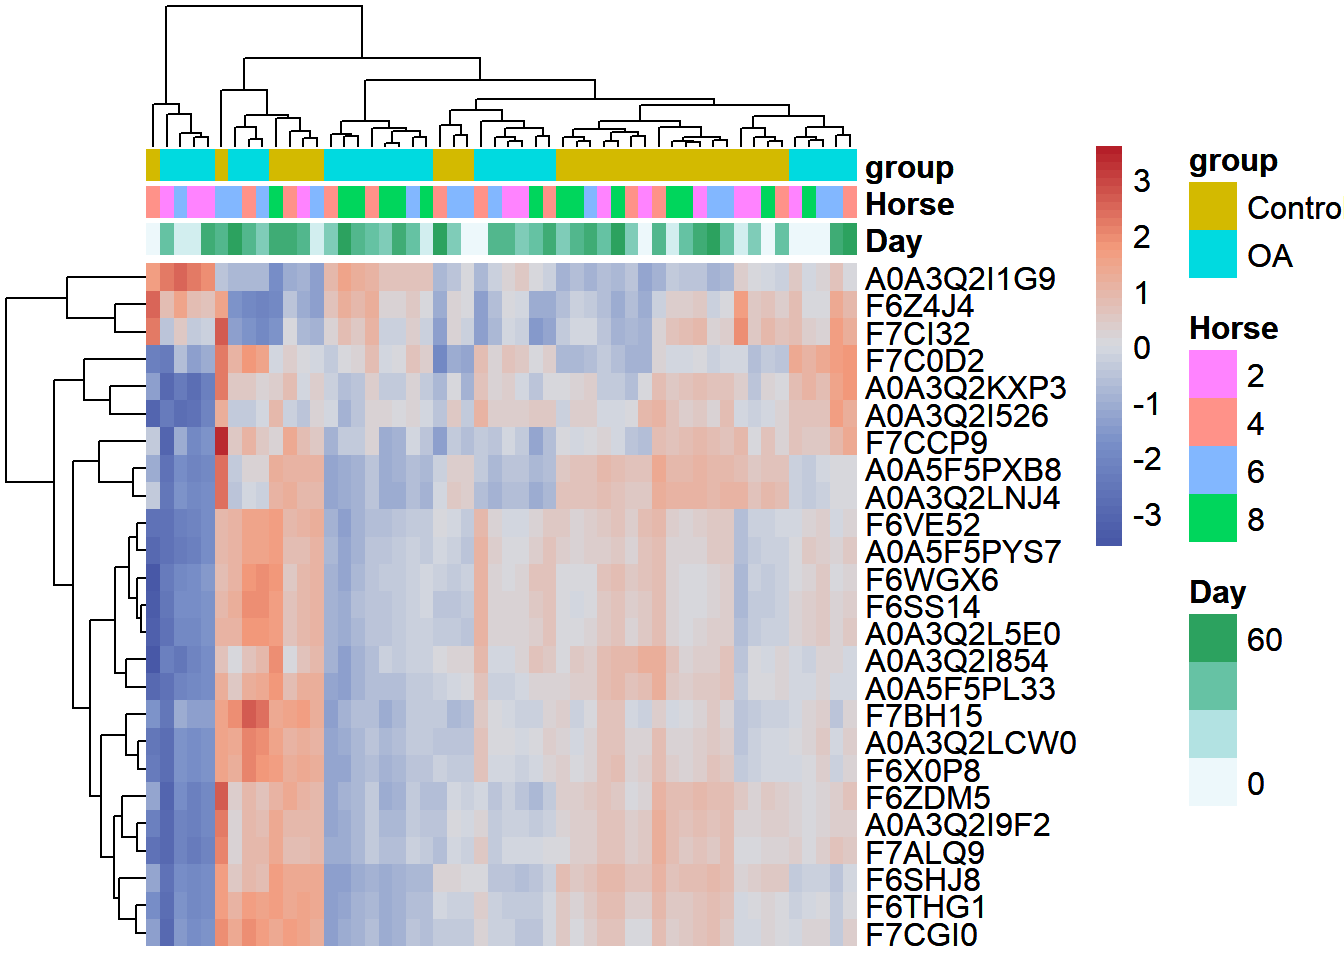 group
Horse
Day
A0A3Q2I1G9
F6Z4J4
F7CI32
F7C0D2
A0A3Q2KXP3
A0A3Q2I526
F7CCP9
A0A5F5PXB8
A0A3Q2LNJ4
F6VE52
A0A5F5PYS7
F6WGX6
F6SS14
A0A3Q2L5E0
A0A3Q2I854
A0A5F5PL33
F7BH15
A0A3Q2LCW0
F6X0P8
F6ZDM5
A0A3Q2I9F2
F7ALQ9
F6SHJ8
F6THG1
F7CGI0
3
2
1
0
-1
-2
-3
group
Contro
OA
Horse
2
4
6
8
Day
60
0